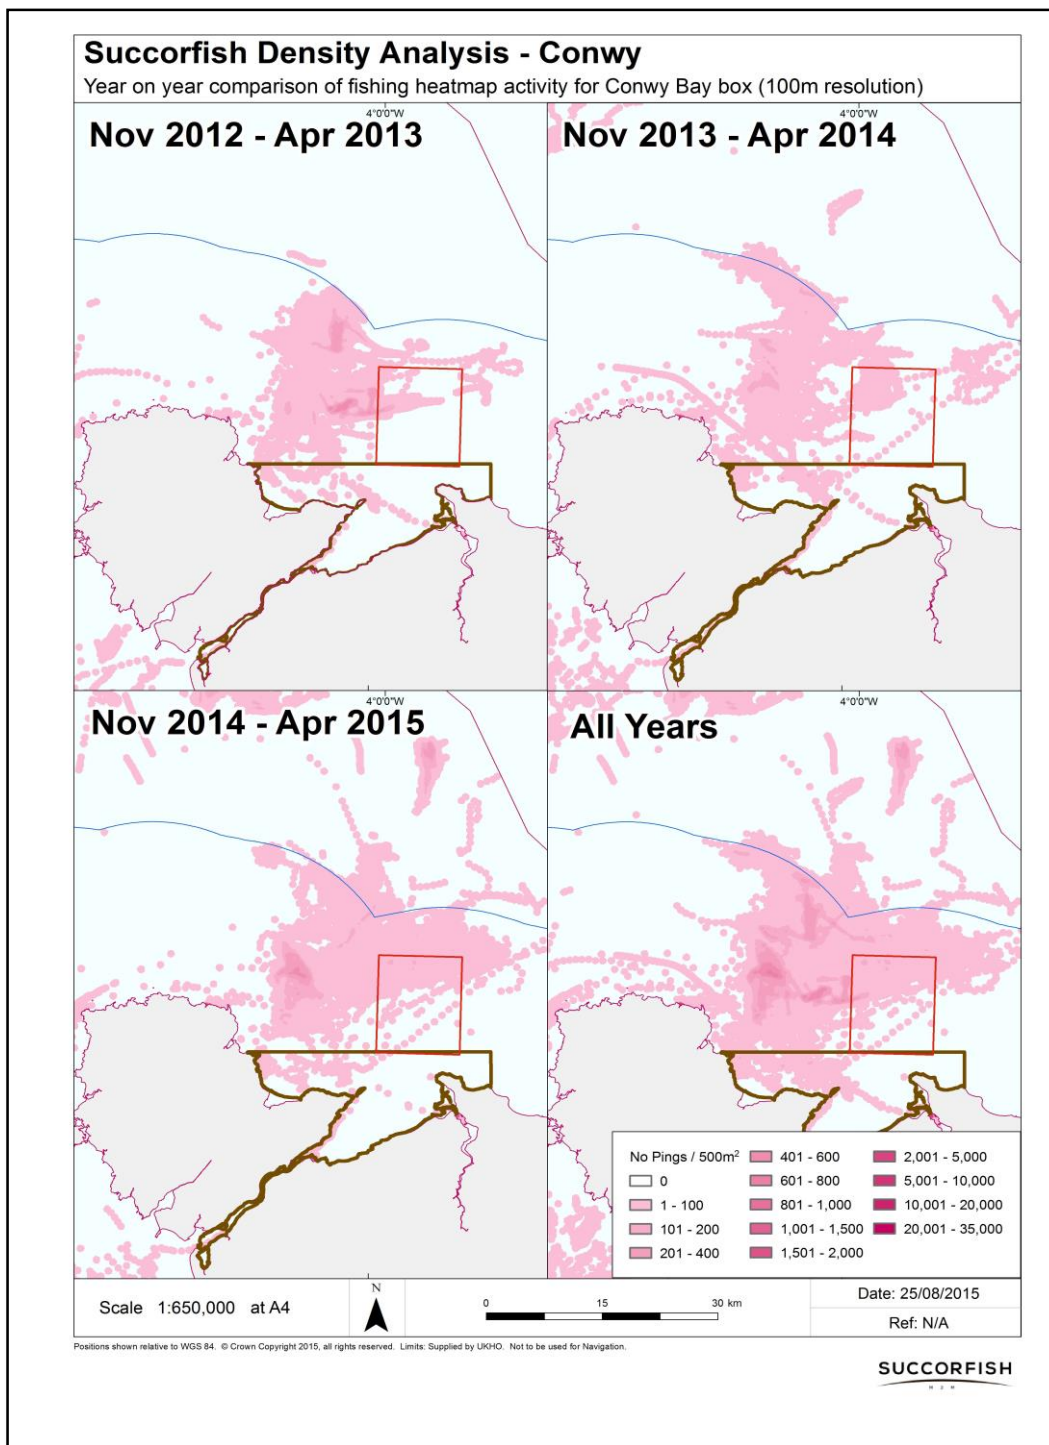 Succorfish Density Analysis - Conwy
Year on year comparison of fishing heatmap activity for Conwy Bay box (100m resolution)
4°0'0"W
4°0'0"W
Nov 2012 - Apr 2013
Nov 2013 - Apr 2014
4°0'0"W
4°0'0"W
Nov 2014 - Apr 2015
All Years
No Pings / 500m²
0
1 - 100
101 - 200
201 - 400
401 - 600
601 - 800
801 - 1,000
1,001 - 1,500
1,501 - 2,000
2,001 - 5,000
5,001 - 10,000
10,001 - 20,000
20,001 - 35,000
Scale 1:650,000 at A4
N
0 15 30 km
Date: 25/08/2015
Ref: N/A
Positions shown relative to WGS 84. © Crown Copyright 2015, all rights reserved. Limits: Supplied by UKHO. Not to be used for Navigation.
SUCCORFISH